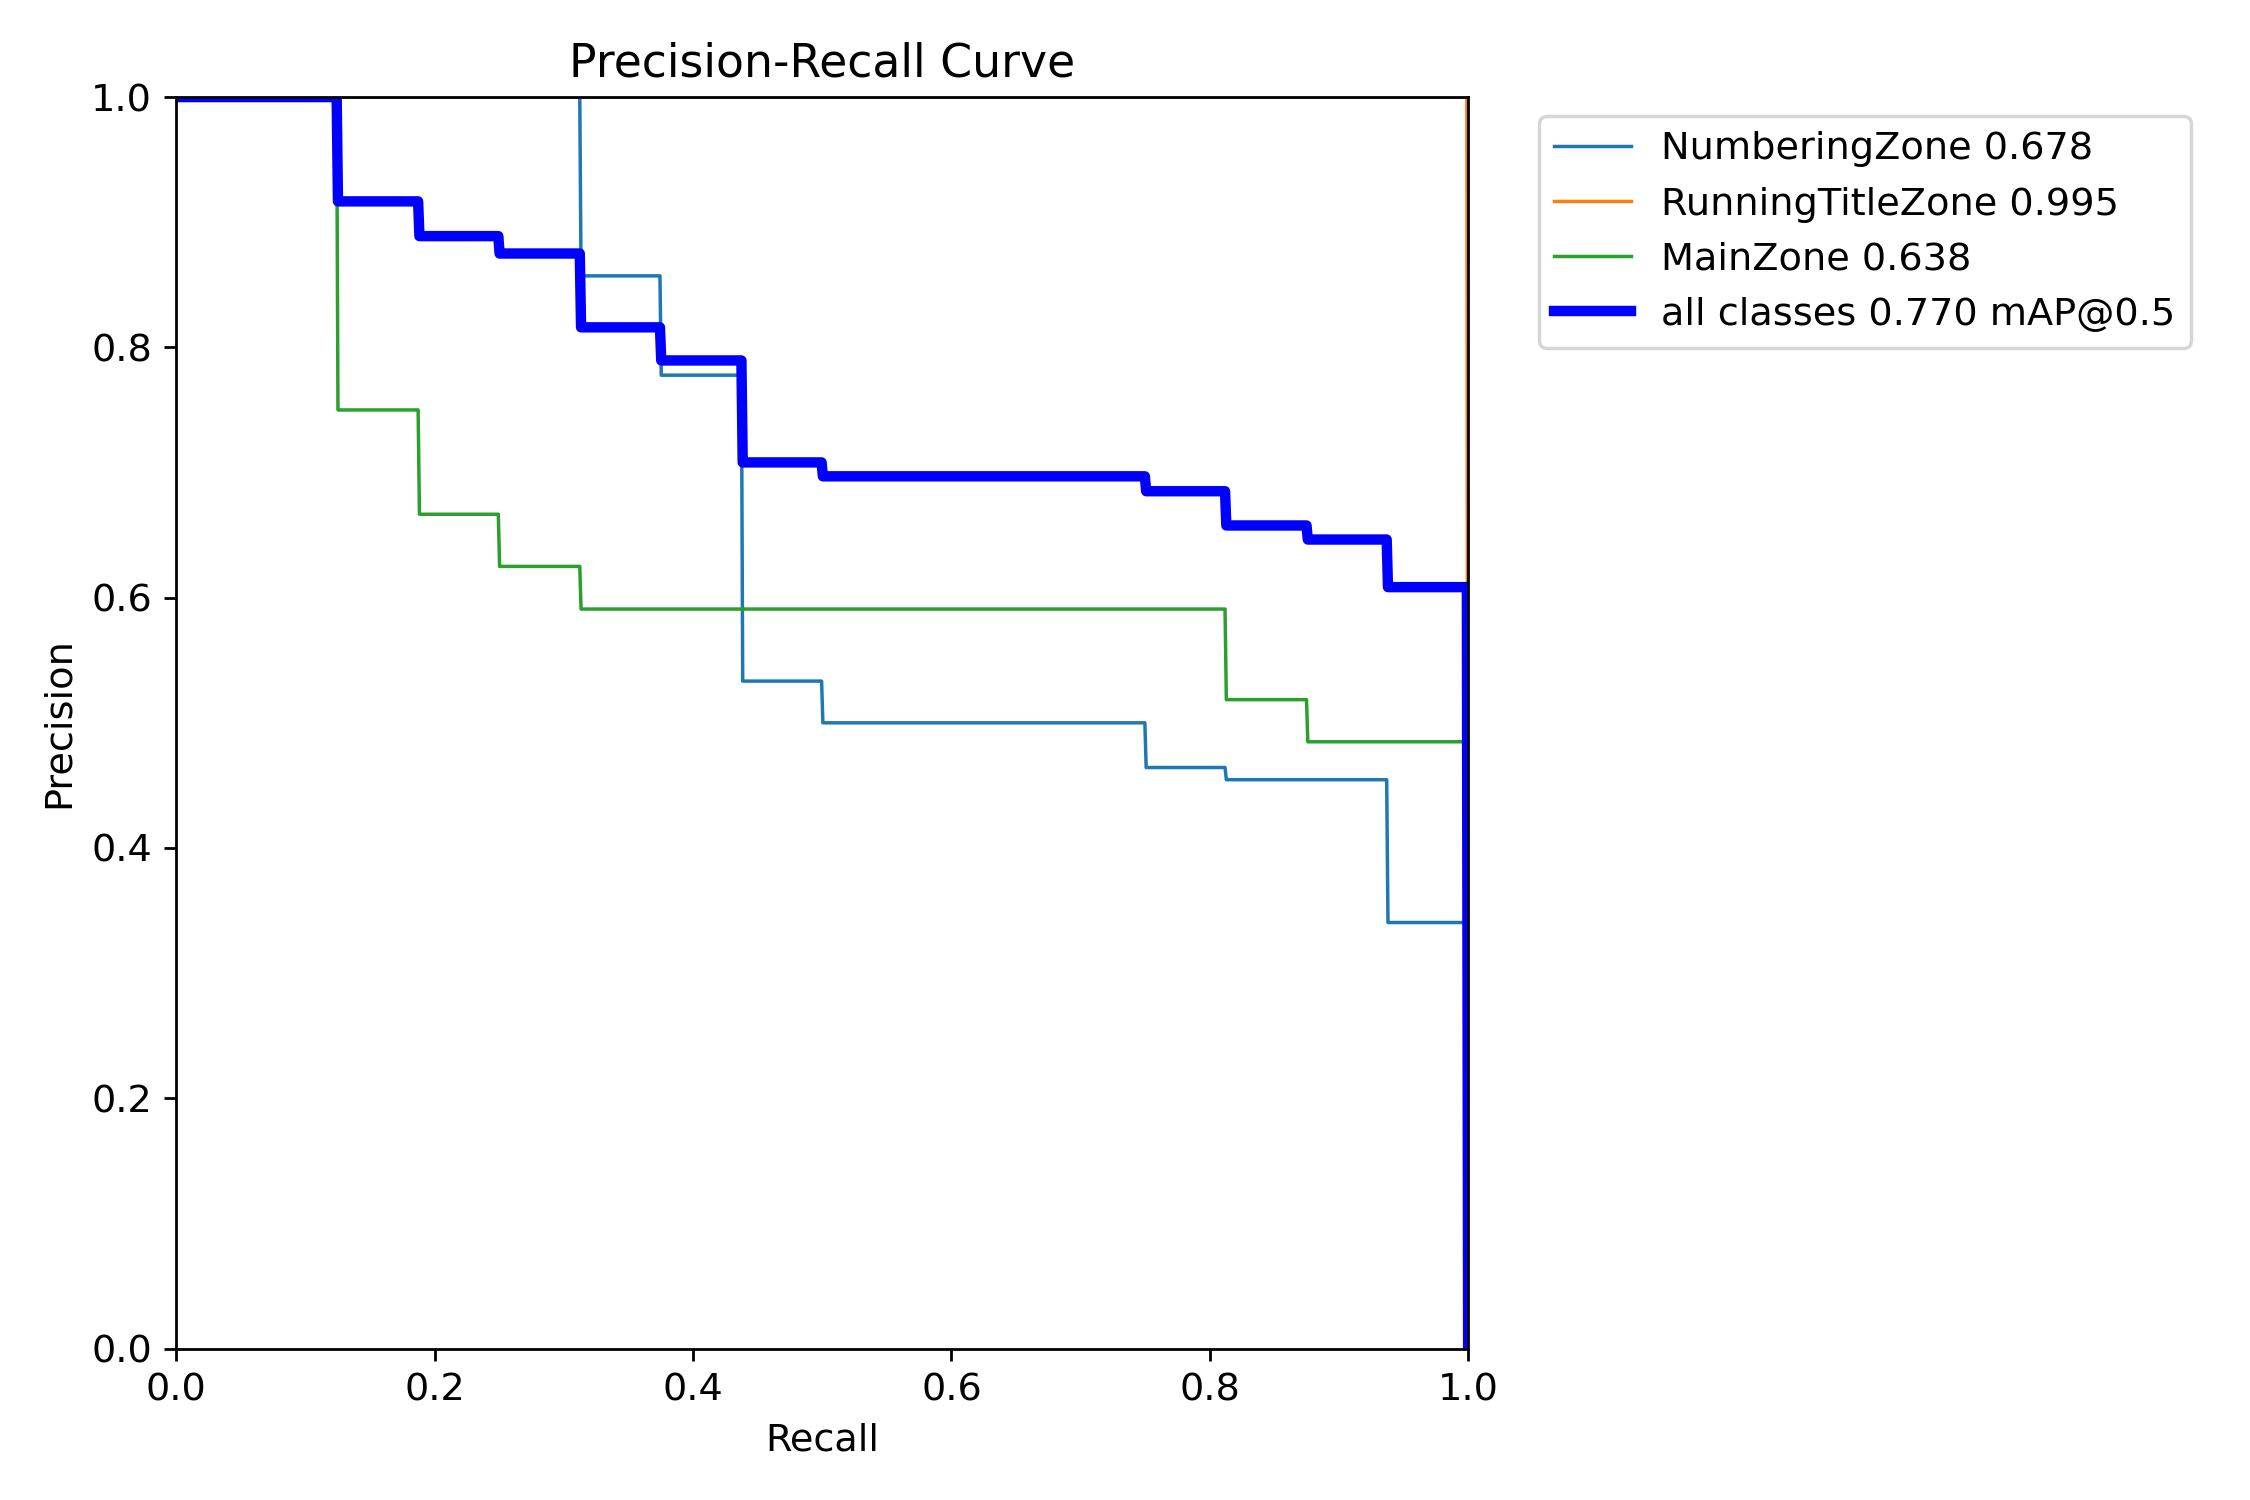 Precision-Recall Curve
1.0
0.8
0.6
0.4
0.2
0.0
Precision
0.0 0.2 0.4 0.6 0.8 1.0
Recall
NumberingZone 0.678
RunningTitleZone 0.995
MainZone 0.638
all classes 0.770 mAP@0.5